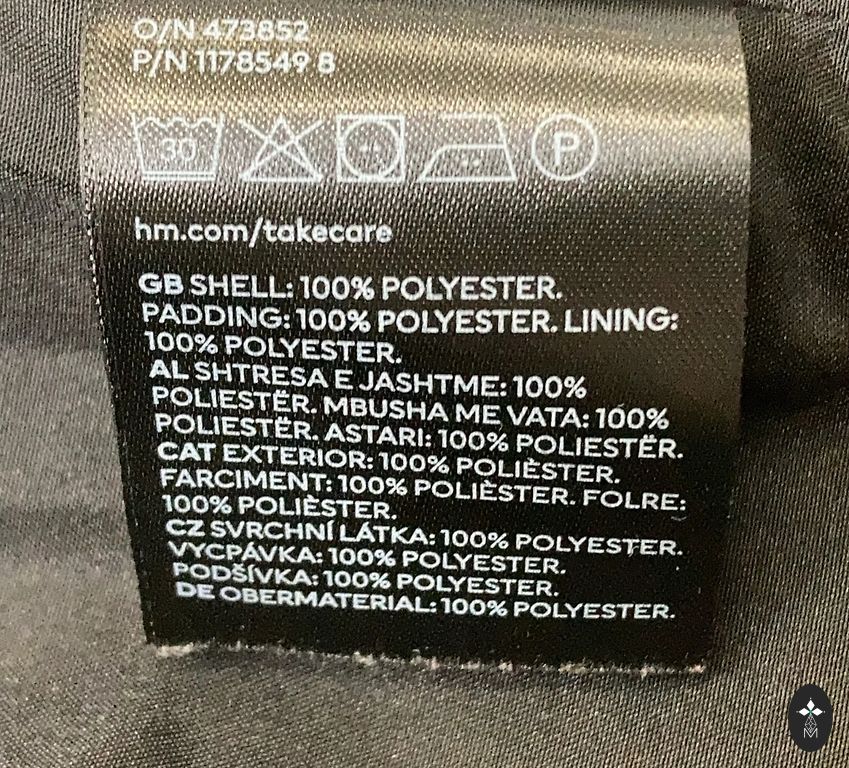 O/N 473852
P/N 1178549 8
30
P
hm.com/takecare
GB SHELL: 100% POLYESTER.
PADDING: 100% POLYESTER. LINING:
100% POLYESTER.
AL SHTRESA E JASHTME: 100%
POLIESTËR. MBUSHA ME VATA: 100%
POLIESTËR. ASTARI: 100% POLIESTËR.
CAT EXTERIOR: 100% POLIÈSTER.
FARCIMENT: 100% POLIÈSTER. FOLRE:
100% POLIÈSTER.
CZ SVRCHNÍ LÁTKA: 100% POLYESTER.
VYCPÁVKA: 100% POLYESTER.
PODŠÍVKA: 100% POLYESTER.
DE OBERMATERIAL: 100% POLYESTER.
M